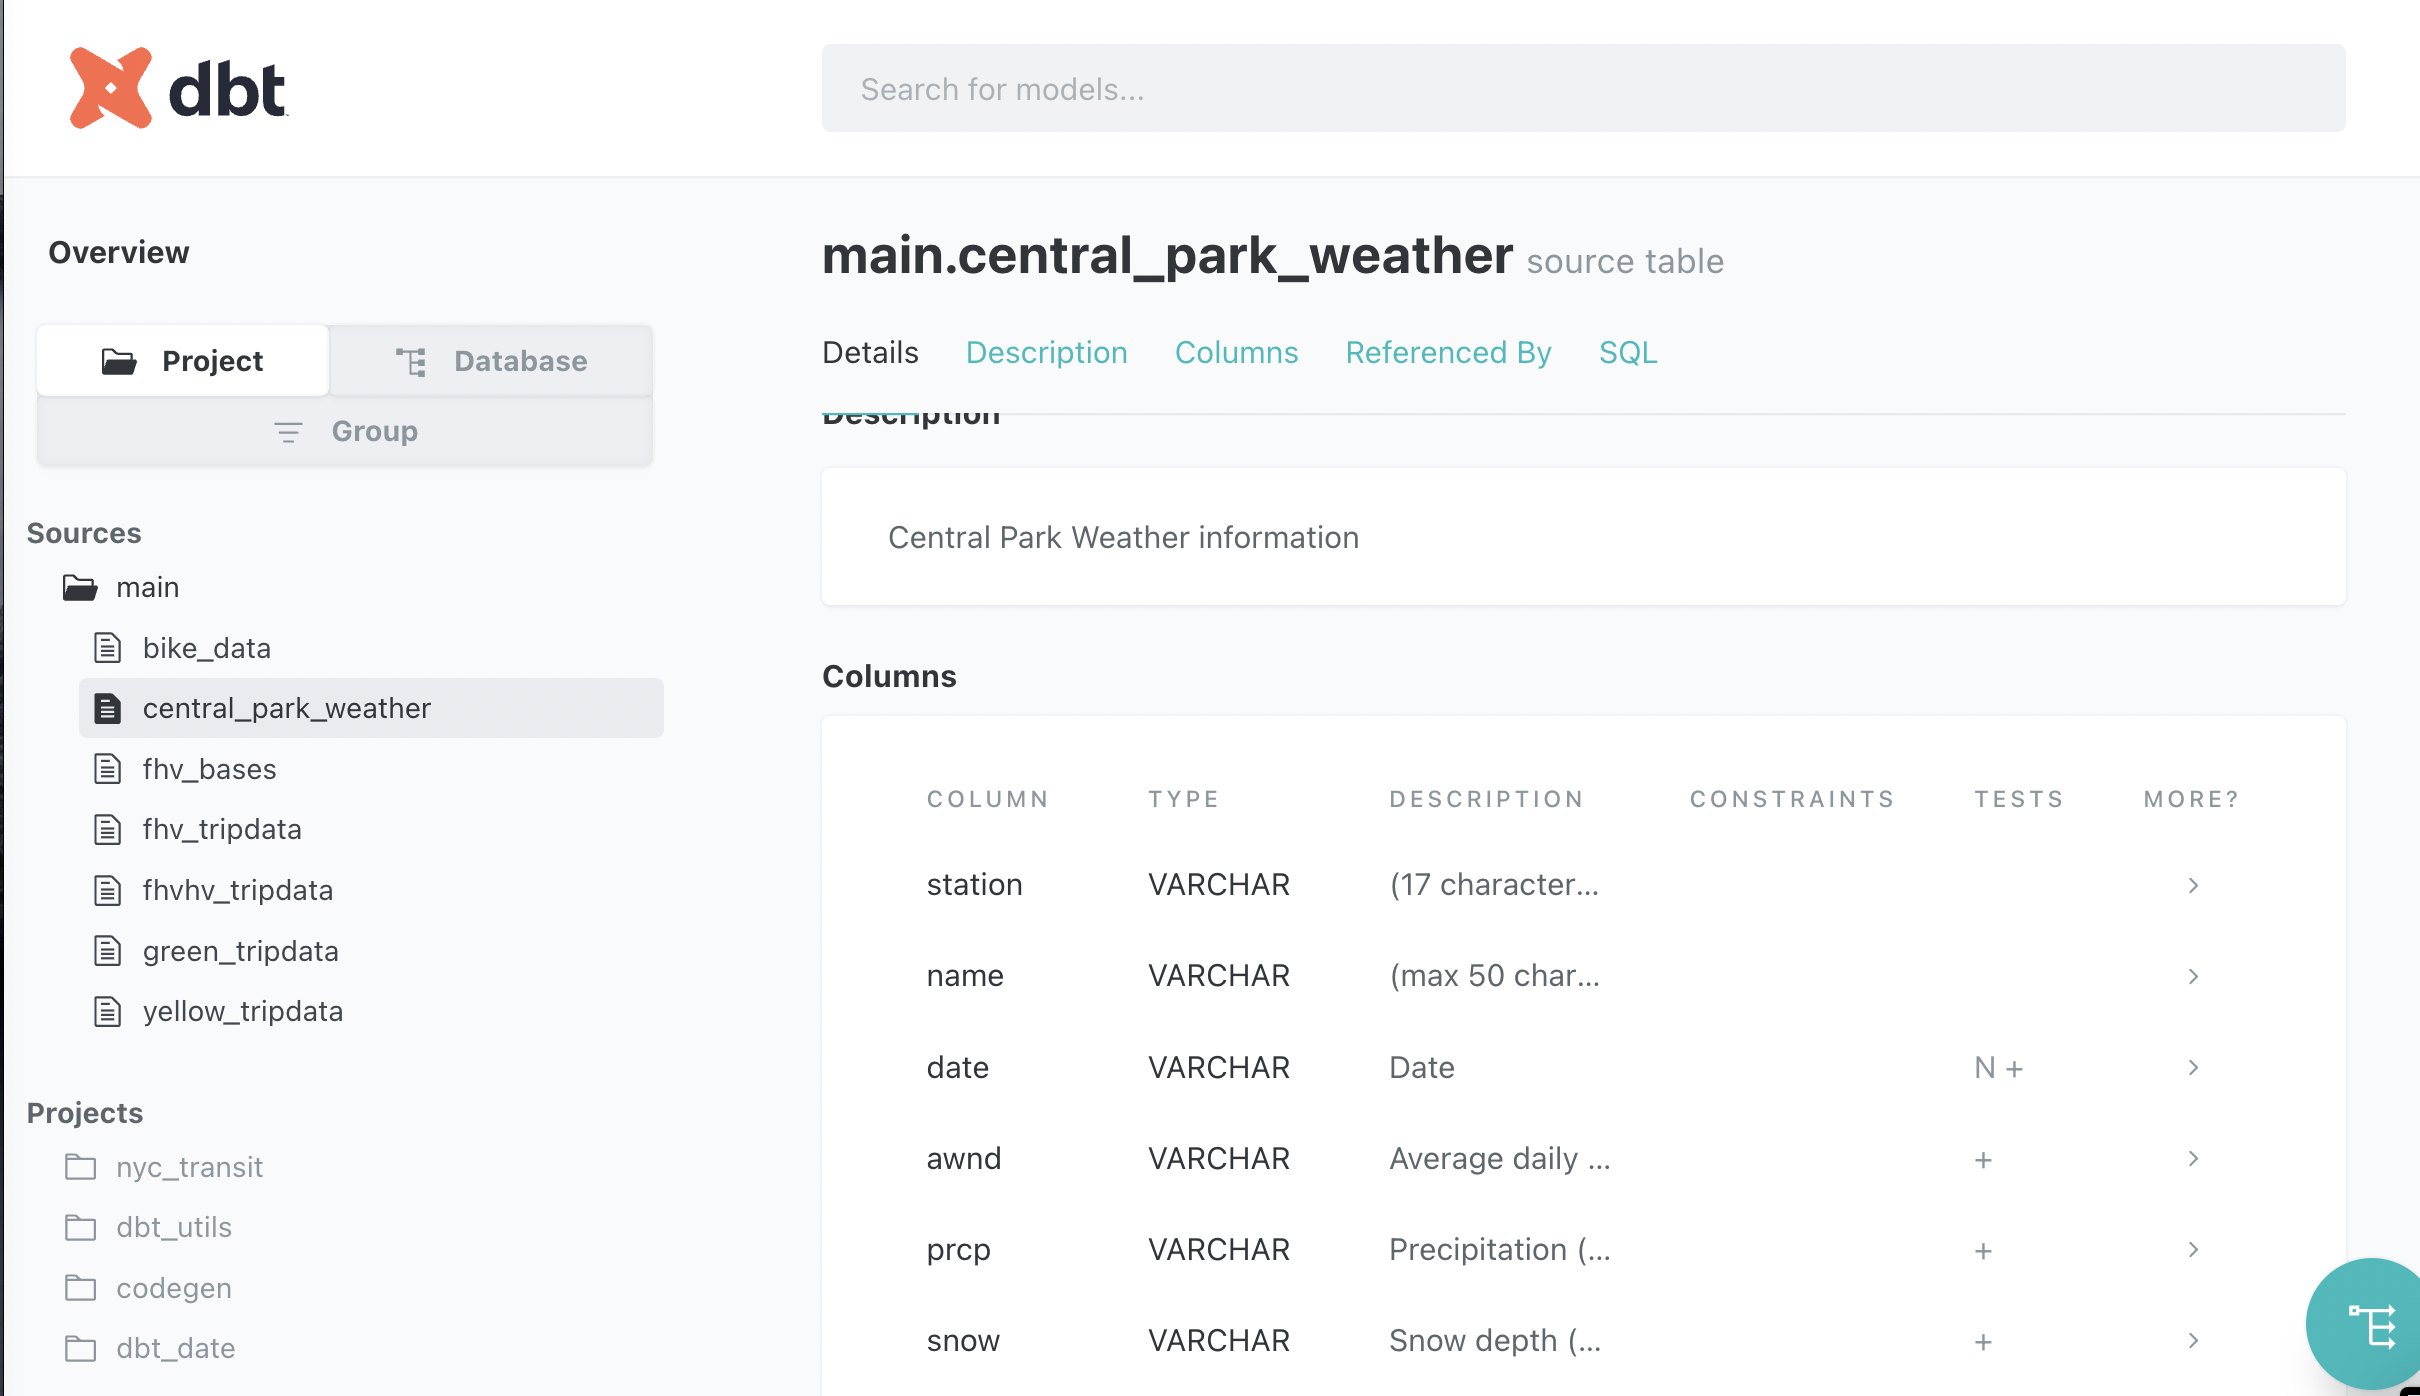 dbt
Search for models...
Overview
Project
Database
Group
Sources
main
bike_data
central_park_weather
fhv_bases
fhv_tripdata
fhvhv_tripdata
green_tripdata
yellow_tripdata
Projects
nyc_transit
dbt_utils
codegen
dbt_date
main.central_park_weather source table
Details Description Columns Referenced By SQL
Description
Central Park Weather information
Columns
COLUMN TYPE DESCRIPTION CONSTRAINTS TESTS MORE?
station VARCHAR (17 character...
name VARCHAR (max 50 char...
date VARCHAR Date N +
awnd VARCHAR Average daily ... +
prcp VARCHAR Precipitation (... +
snow VARCHAR Snow depth (... +